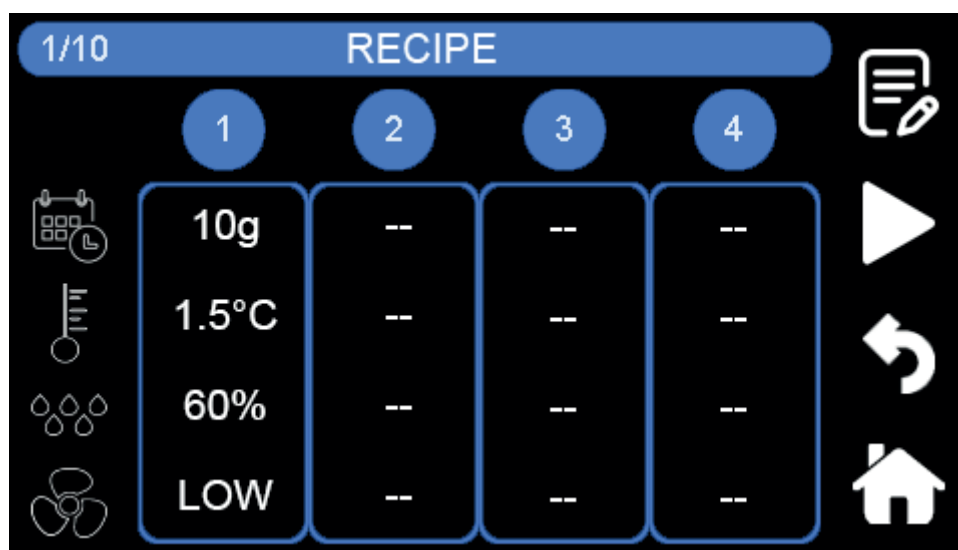 1/10 RECIPE
1 2 3 4
10g -- -- --
1.5°C -- -- --
60% -- -- --
LOW -- -- --